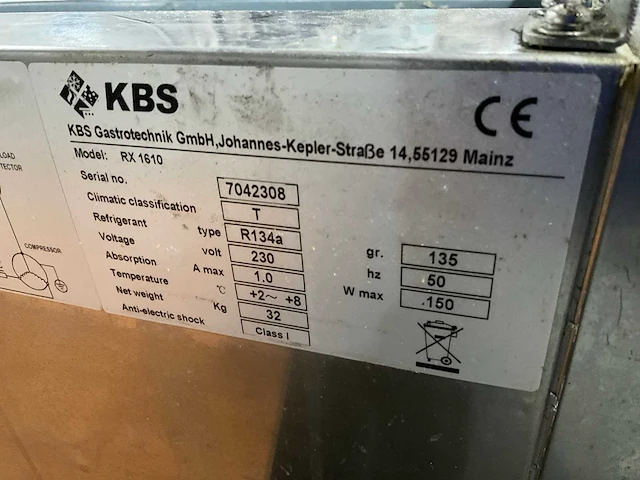 KBS
CE
KBS Gastrotechnik GmbH,Johannes-Kepler-Straße 14,55129 Mainz
Model: RX 1610
Serial no. 7042308
Climatic classification T
Refrigerant type R134a gr. 135
Voltage volt 230 hz 50
Absorption A max 1.0 W max 150
Temperature °C +2~ +8
Net weight Kg 32
Anti-electric shock Class I
COMPRESSOR